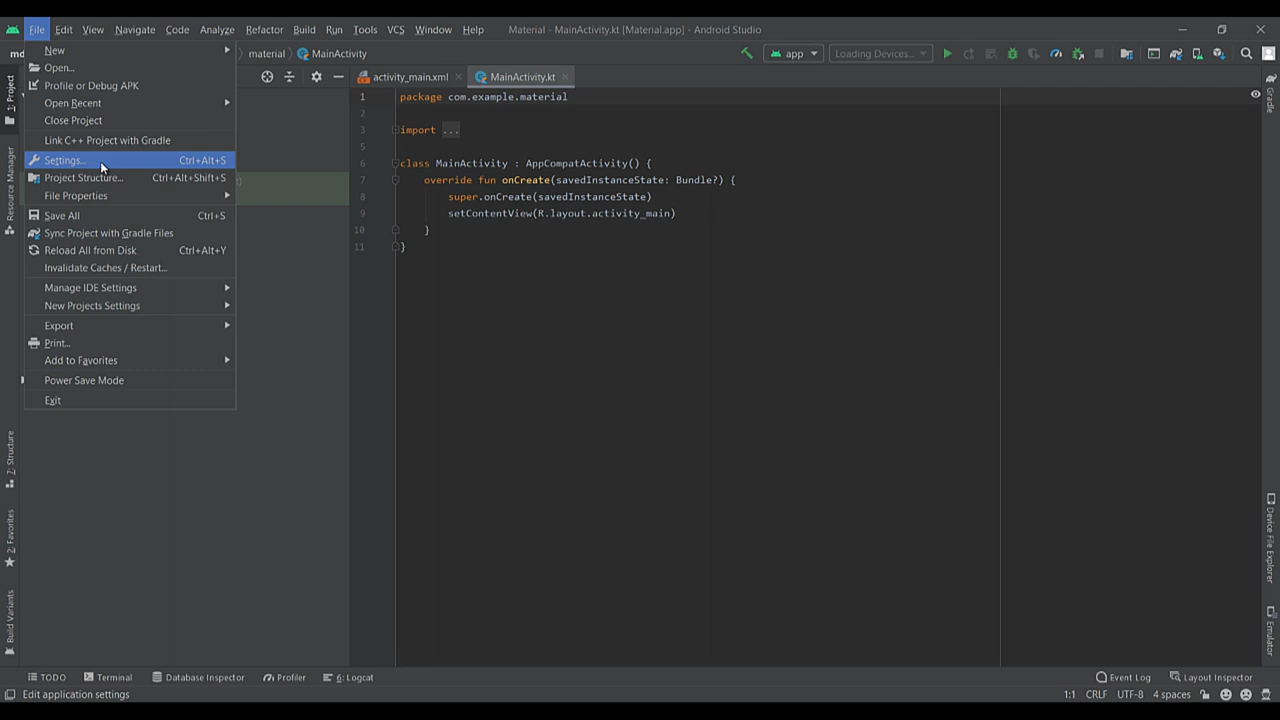 File Edit View Navigate Code Analyze Refactor Build Run Tools VCS Window Help Material - MainActivity.kt [Material.app] - Android Studio
material MainActivity app Loading Devices...
activity_main.xml MainActivity.kt
New
Open...
Profile or Debug APK
Open Recent
Close Project
Link C++ Project with Gradle
Settings... Ctrl+Alt+S
Project Structure... Ctrl+Alt+Shift+S
File Properties
Save All Ctrl+S
Sync Project with Gradle Files
Reload All from Disk Ctrl+Alt+Y
Invalidate Caches / Restart...
Manage IDE Settings
New Projects Settings
Export
Print...
Add to Favorites
Power Save Mode
Exit
1 package com.example.material
2
3 import ...
5
6 class MainActivity : AppCompatActivity() {
7 override fun onCreate(savedInstanceState: Bundle?) {
8 super.onCreate(savedInstanceState)
9 setContentView(R.layout.activity_main)
10 }
11 }
1: Project
Resource Manager
7: Structure
2: Favorites
Build Variants
Gradle
Device File Explorer
Emulator
TODO Terminal Database Inspector Profiler 6: Logcat Event Log Layout Inspector
Edit application settings 1:1 CRLF UTF-8 4 spaces